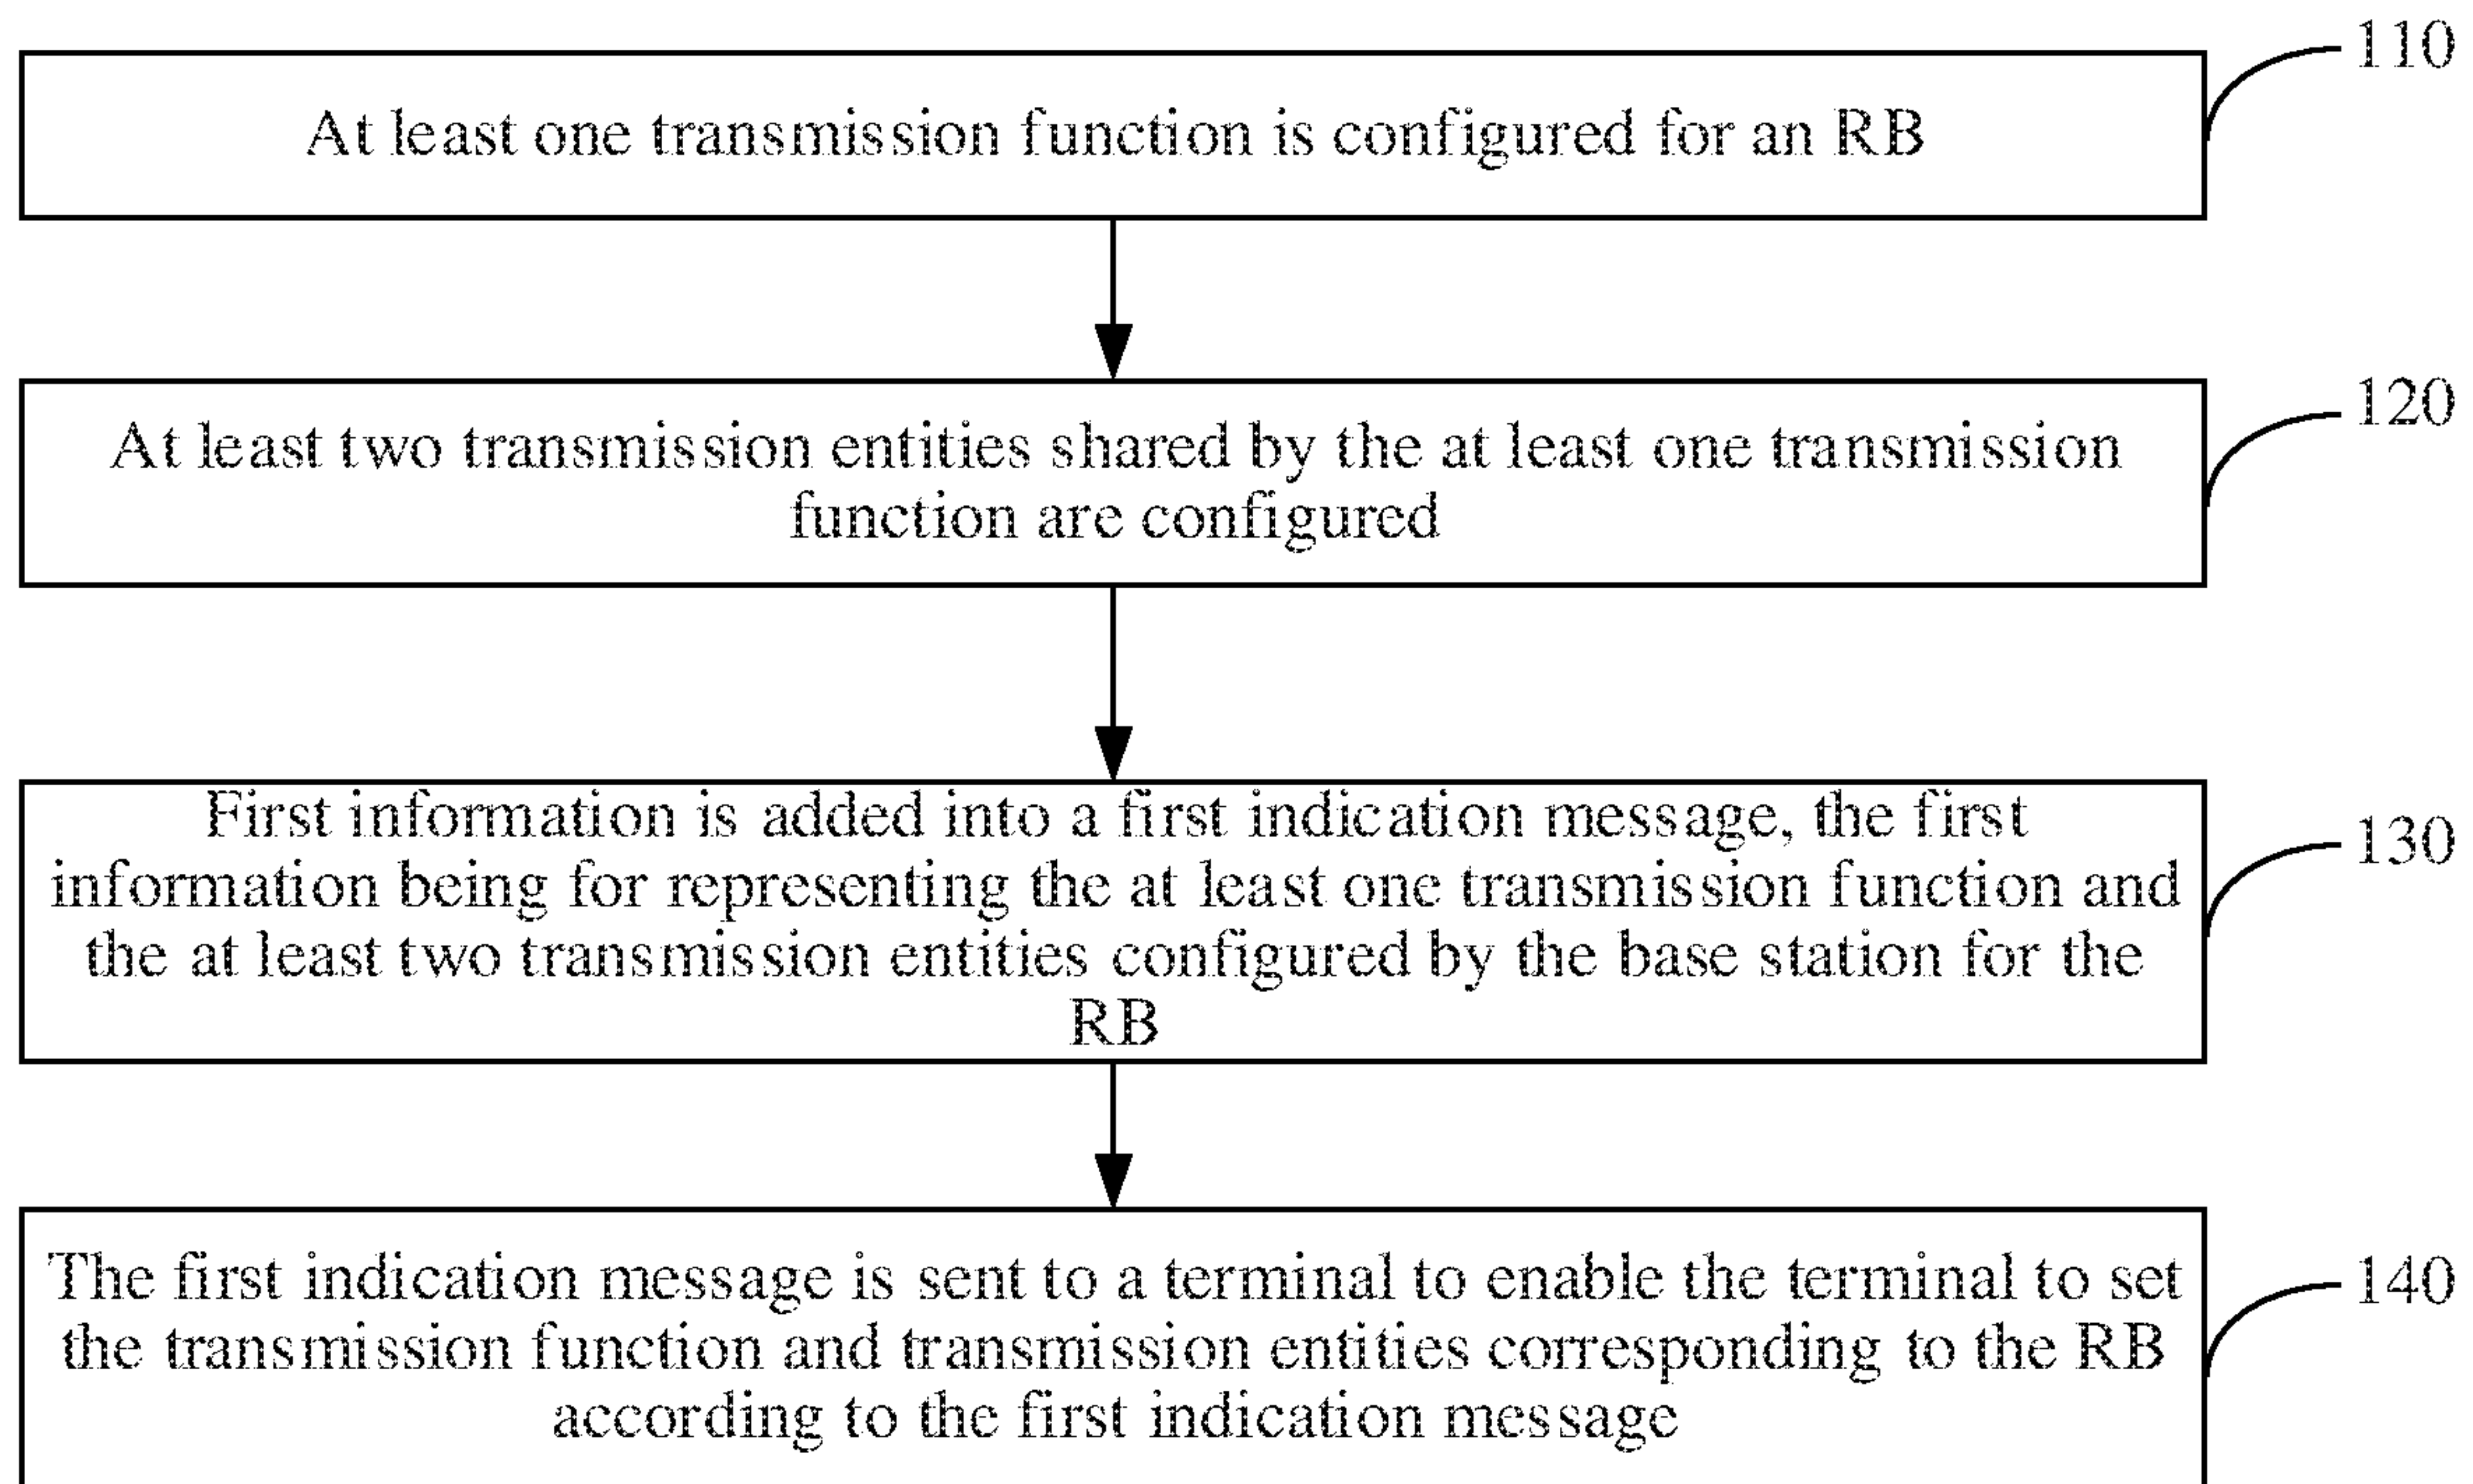 110
At least one transmission function is configured for an RB
120
At least two transmission entities shared by the at least one transmission
function are configured
130
First information is added into a first indication message, the first
information being for representing the at least one transmission function and
the at least two transmission entities configured by the base station for the
RB
140
The first indication message is sent to a terminal to enable the terminal to set
the transmission function and transmission entities corresponding to the RB
according to the first indication message